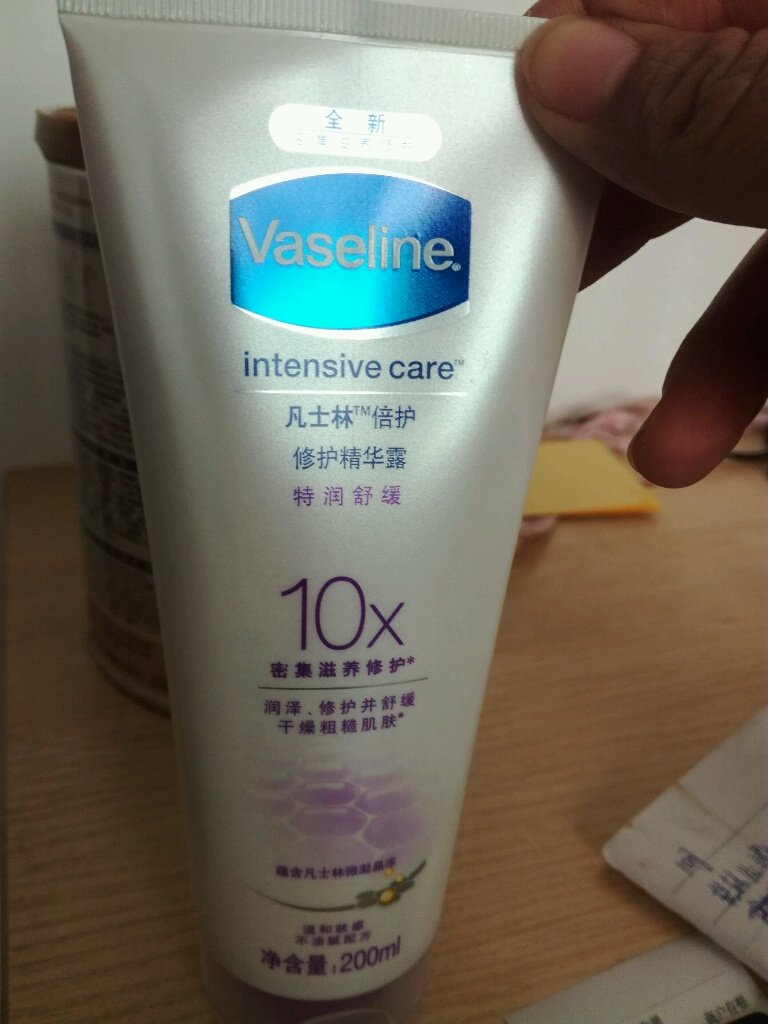 全新
Vaseline.
intensive care™
凡士林™倍护
修护精华露
特润舒缓
10x
密集滋养修护*
润泽、修护并舒缓
干燥粗糙肌肤*
蕴含凡士林微凝晶冻
温和肤感
不油腻配方
净含量:200ml